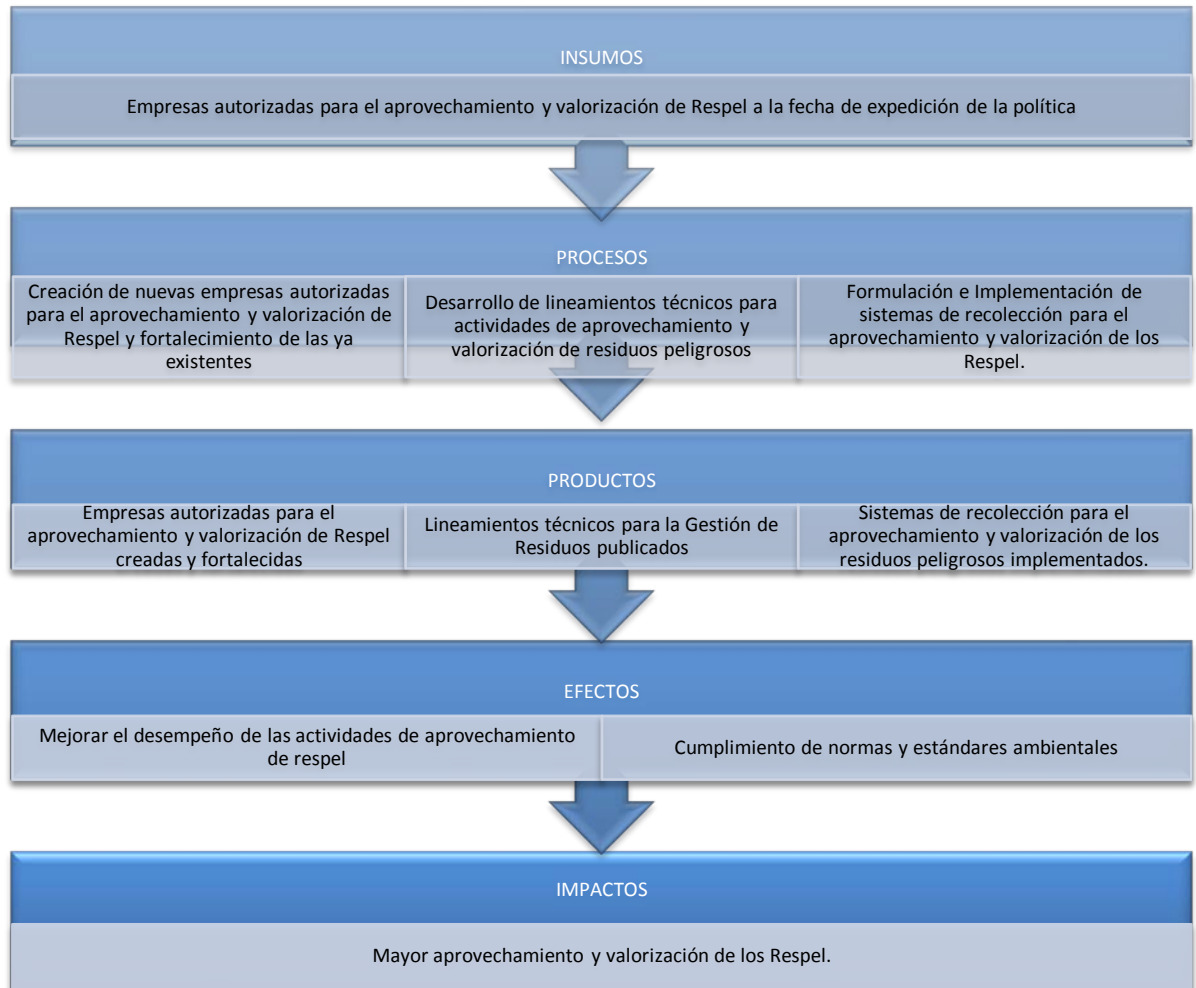 INSUMOS
Empresas autorizadas para el aprovechamiento y valorización de Respel a la fecha de expedición de la política
PROCESOS
Creación de nuevas empresas autorizadas
para el aprovechamiento y valorización de
Respel y fortalecimiento de las ya
existentes
Desarrollo de lineamientos técnicos para
actividades de aprovechamiento y
valorización de residuos peligrosos
Formulación e Implementación de
sistemas de recolección para el
aprovechamiento y valorización de los
Respel.
PRODUCTOS
Empresas autorizadas para el
aprovechamiento y valorización de Respel
creadas y fortalecidas
Lineamientos técnicos para la Gestión de
Residuos publicados
Sistemas de recolección para el
aprovechamiento y valorización de los
residuos peligrosos implementados.
EFECTOS
Mejorar el desempeño de las actividades de aprovechamiento
de respel
Cumplimiento de normas y estándares ambientales
IMPACTOS
Mayor aprovechamiento y valorización de los Respel.